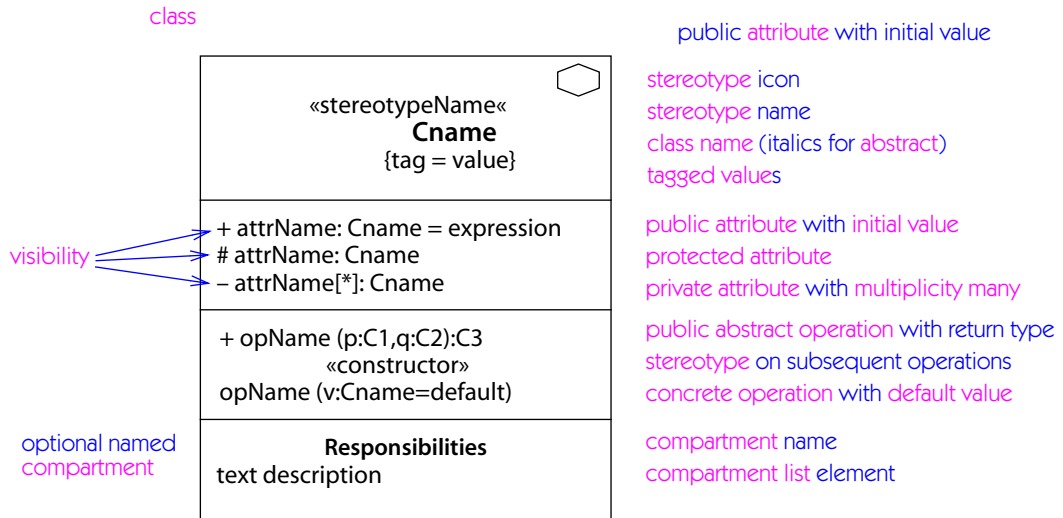 class
public attribute with initial value
«stereotypeName«
Cname
{tag = value}
stereotype icon
stereotype name
class name (italics for abstract)
tagged values
visibility
+ attrName: Cname = expression
# attrName: Cname
– attrName[*]: Cname
public attribute with initial value
protected attribute
private attribute with multiplicity many
+ opName (p:C1,q:C2):C3
«constructor»
opName (v:Cname=default)
public abstract operation with return type
stereotype on subsequent operations
concrete operation with default value
optional named
compartment
Responsibilities
text description
compartment name
compartment list element